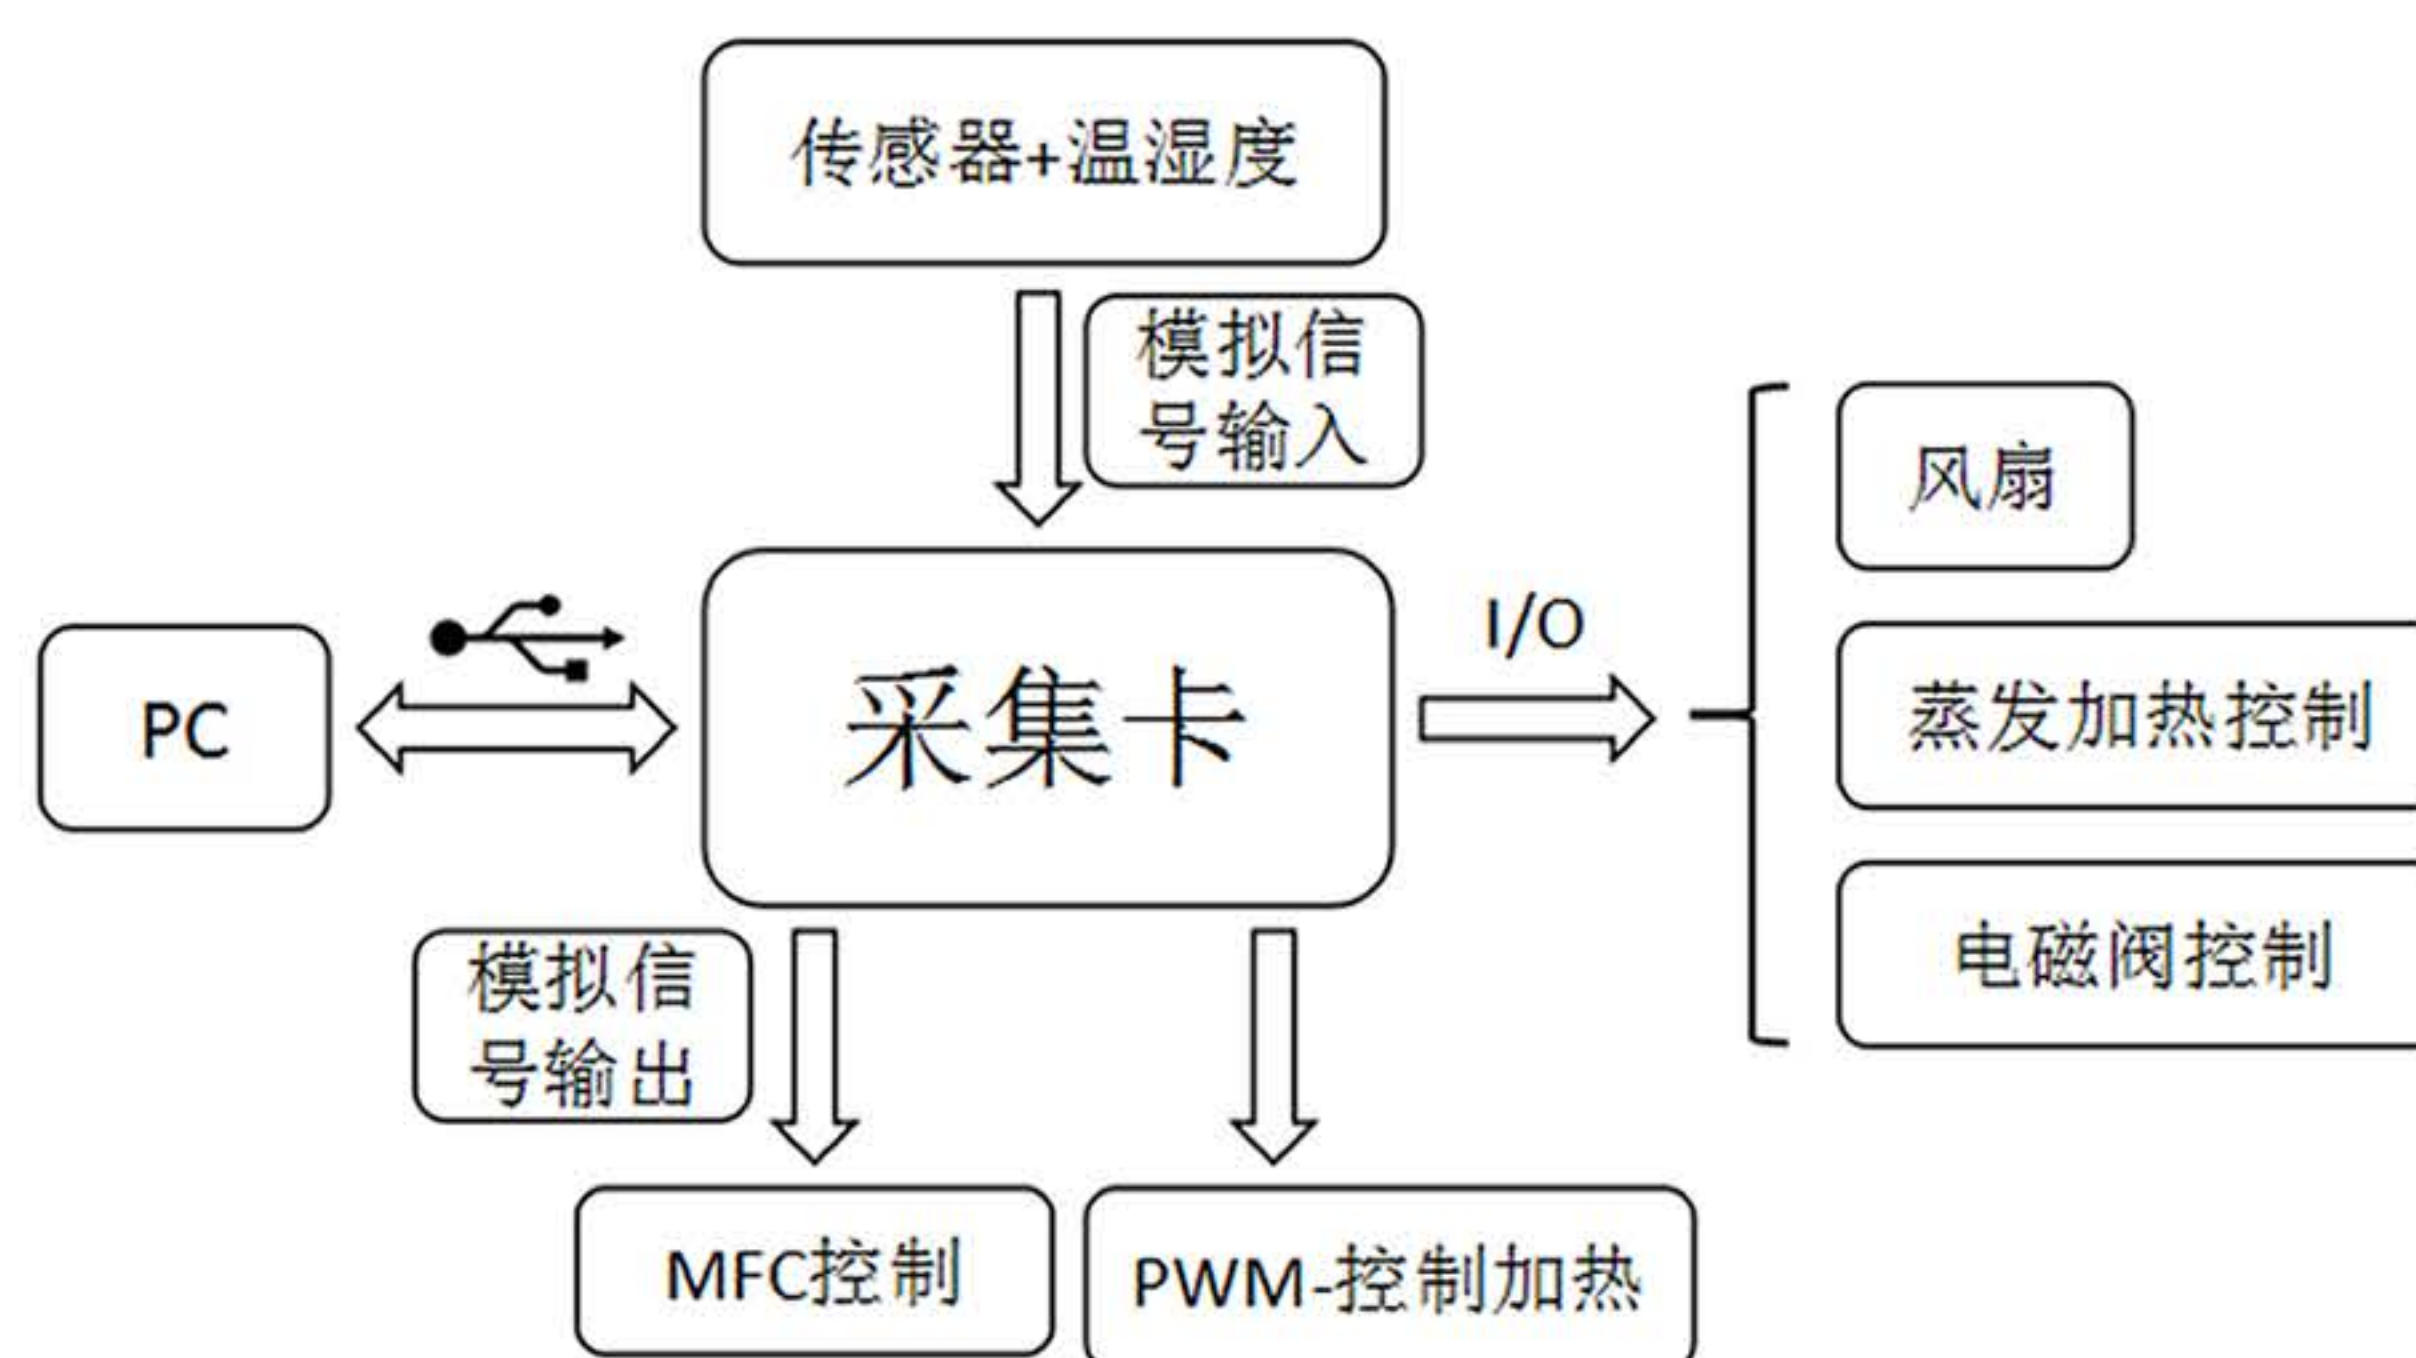 传感器+温湿度
模拟信
号输入
风扇
I/O
PC
采集卡
蒸发加热控制
电磁阀控制
模拟信
号输出
MFC控制
PWM-控制加热